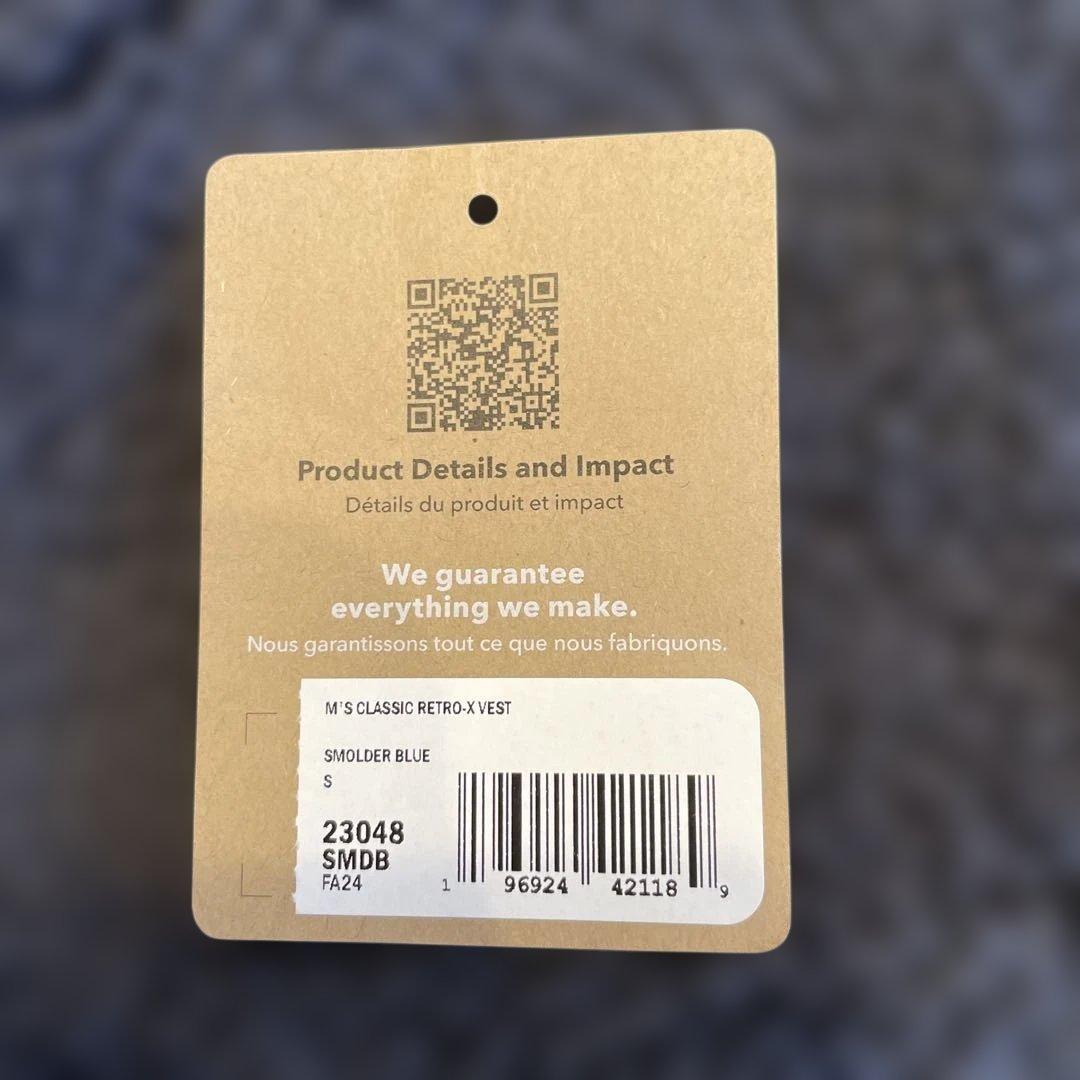 Product Details and Impact
Détails du produit et impact
We guarantee
everything we make.
Nous garantissons tout ce que nous fabriquons.
M'S CLASSIC RETRO-X VEST
SMOLDER BLUE
S
23048
SMDB
FA24
1 96924 42118 9